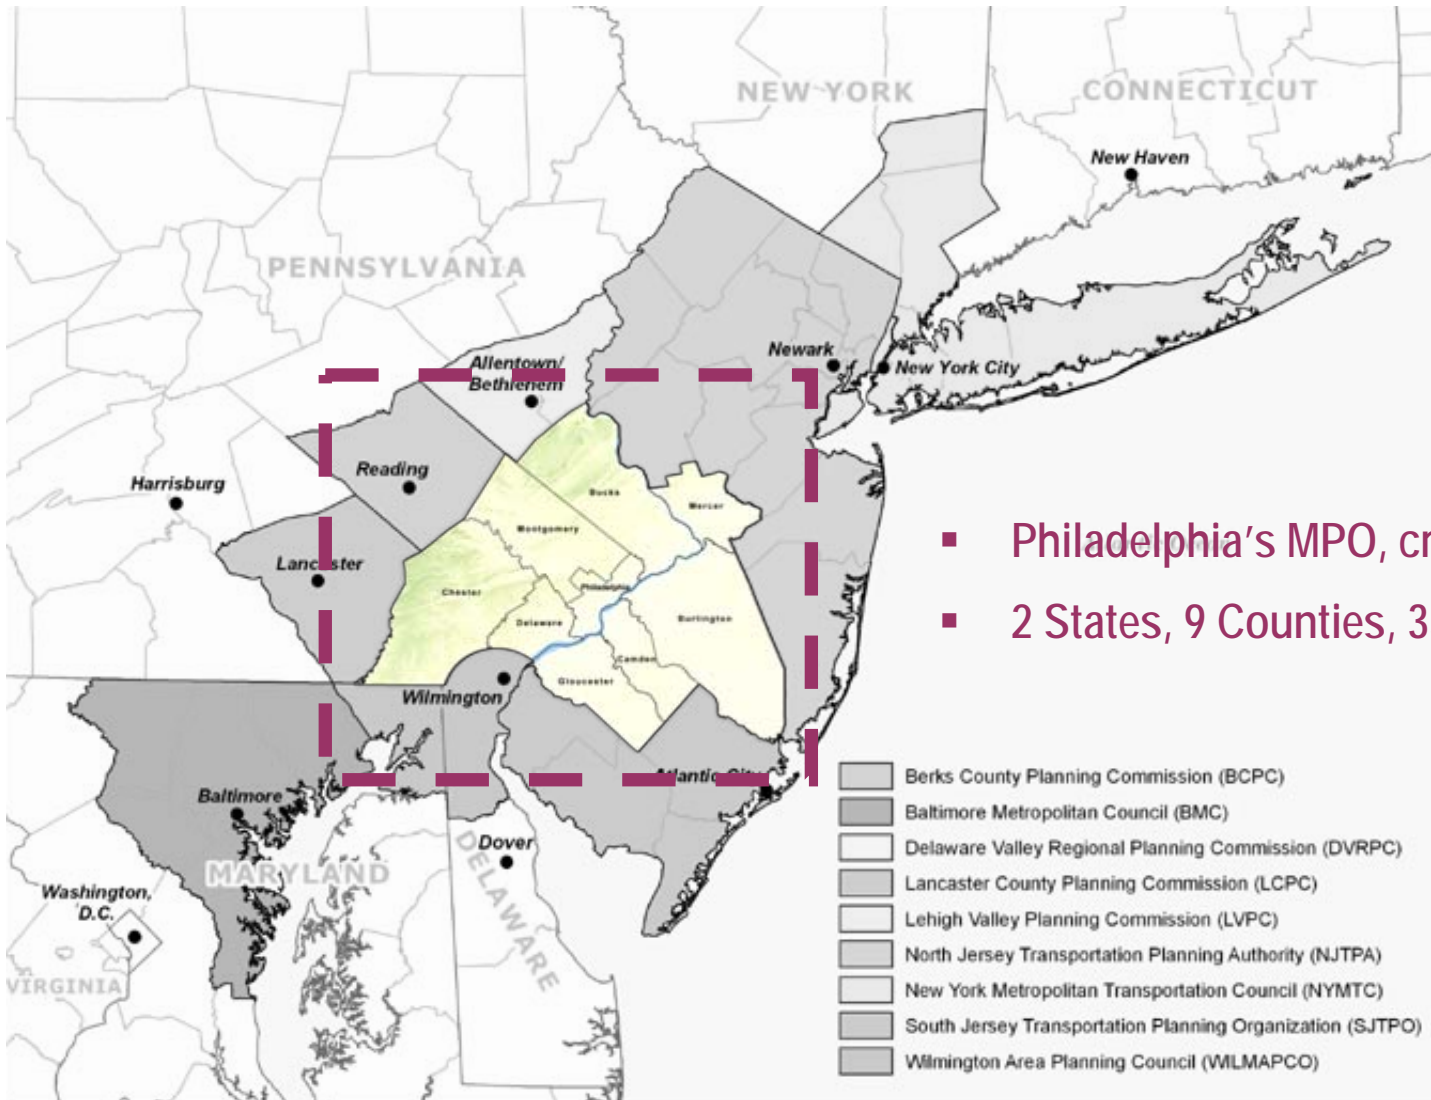 NEW YORK
CONNECTICUT
New Haven
PENNSYLVANIA
Allentown/
Bethlehem
Newark
New York City
Reading
Harrisburg
Bucks
Mercer
Montgomery
Lancaster
Chester
Philadelphia
Delaware
Burlington
Camden
Gloucester
Wilmington
▪ Philadelphia's MPO, cr
▪ 2 States, 9 Counties, 3
Atlantic City
Baltimore
Dover
MARYLAND
DELAWARE
Washington,
D.C.
VIRGINIA
Berks County Planning Commission (BCPC)
Baltimore Metropolitan Council (BMC)
Delaware Valley Regional Planning Commission (DVRPC)
Lancaster County Planning Commission (LCPC)
Lehigh Valley Planning Commission (LVPC)
North Jersey Transportation Planning Authority (NJTPA)
New York Metropolitan Transportation Council (NYMTC)
South Jersey Transportation Planning Organization (SJTPO)
Wilmington Area Planning Council (WILMAPCO)